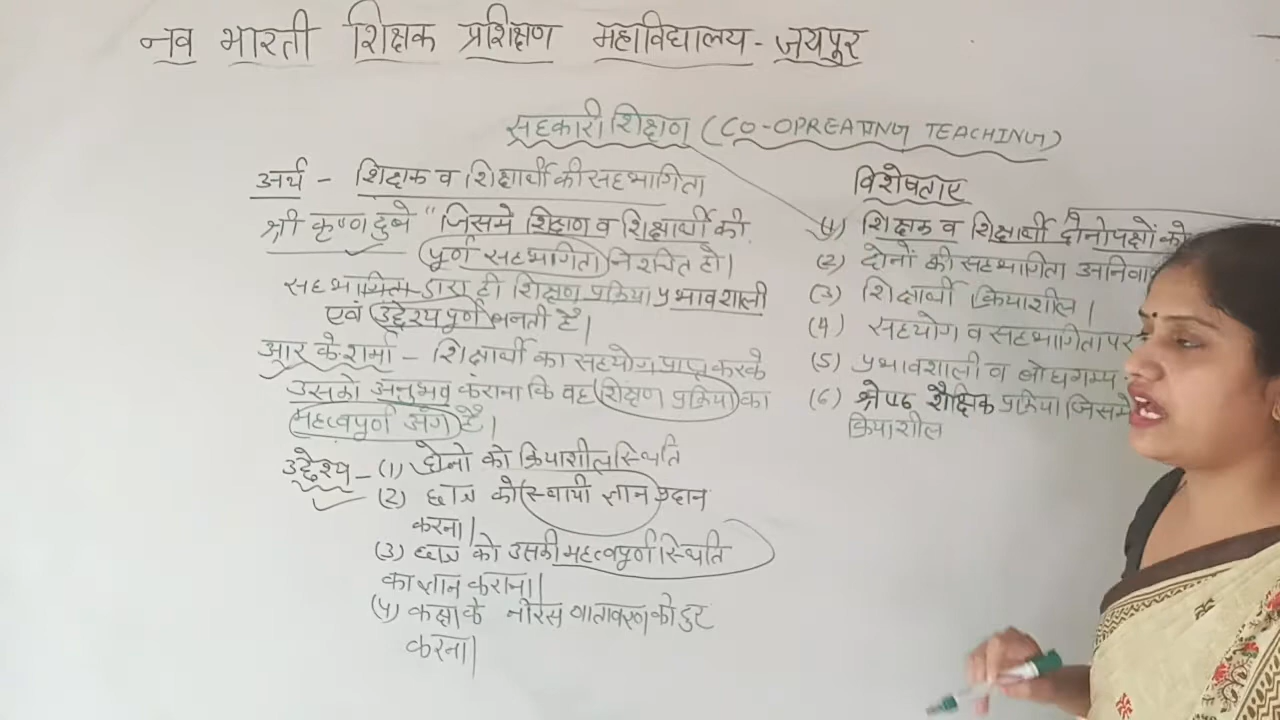 नव भारती शिक्षक प्रशिक्षण महाविद्यालय - जयपुर
सहकारी शिक्षण (CO-OPREATING TEACHING)
अर्थ - शिक्षक व शिक्षार्थी की सहभागिता
श्री कृष्ण दुबे "जिसमे शिक्षण व शिक्षार्थी की
पूर्ण सहभागिता निश्चित हो।
सहभागिता द्वारा ही शिक्षण प्रक्रिया प्रभावशाली
एवं उद्देश्यपूर्ण बनती है।
आर के शर्मा - शिक्षार्थी का सहयोग प्राप्त करके
उसको अनुभव कराना कि वह शिक्षण प्रक्रिया का
महत्वपूर्ण अंग है।
उद्देश्य - (1) दोनो को क्रियाशील स्थिति
(2) छात्र को स्थायी ज्ञान प्रदान
करना।
(3) छात्र को उसकी महत्वपूर्ण स्थिति
का ज्ञान कराना।
(4) कक्षा के नीरस वातावरण को दुर
करना।
विशेषताए
(1) शिक्षक व शिक्षार्थी दोनो पक्षों को
(2) दोनों की सहभागिता
(3) शिक्षार्थी क्रियाशील।
(4) सहयोग व सहभागिता पर
(5) प्रभावशाली व बोधगम्य
(6) श्रेष्ठ शैक्षिक प्रक्रिया जिसमे
क्रियाशील